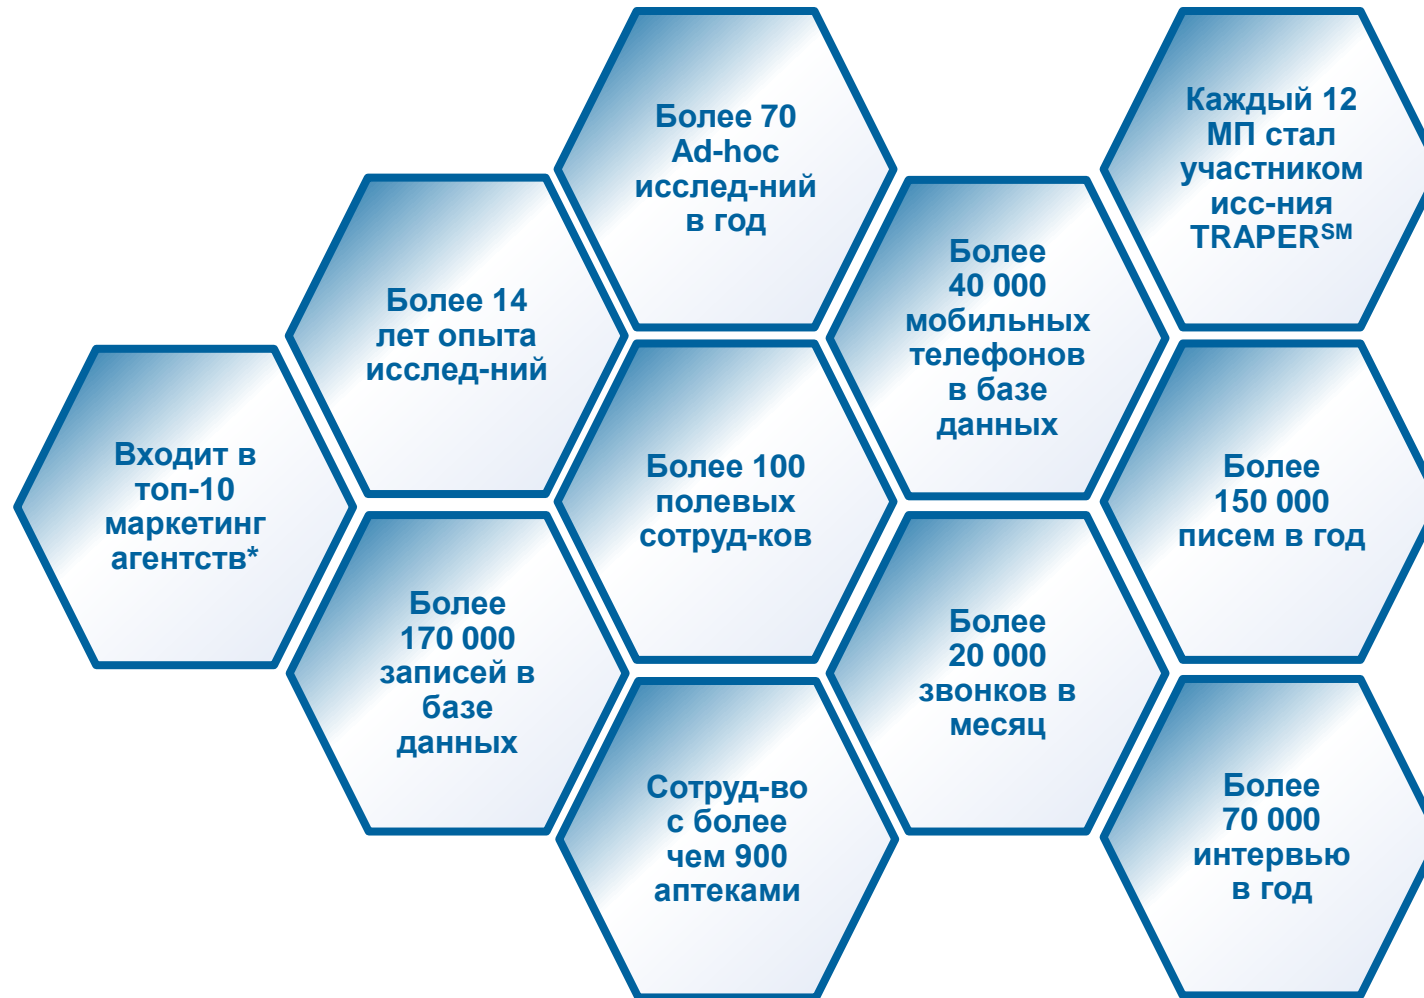 Входит в
топ-10
маркетинг
агентств*
Более 14
лет опыта
исслед-ний
Более
170 000
записей в
базе
данных
Более 70
Ad-hoc
исслед-ний
в год
Более 100
полевых
сотруд-ков
Сотруд-во
с более
чем 900
аптеками
Более
40 000
мобильных
телефонов
в базе
данных
Более
20 000
звонков в
месяц
Каждый 12
МП стал
участником
исс-ния
TRAPER℠
Более
150 000
писем в год
Более
70 000
интервью
в год